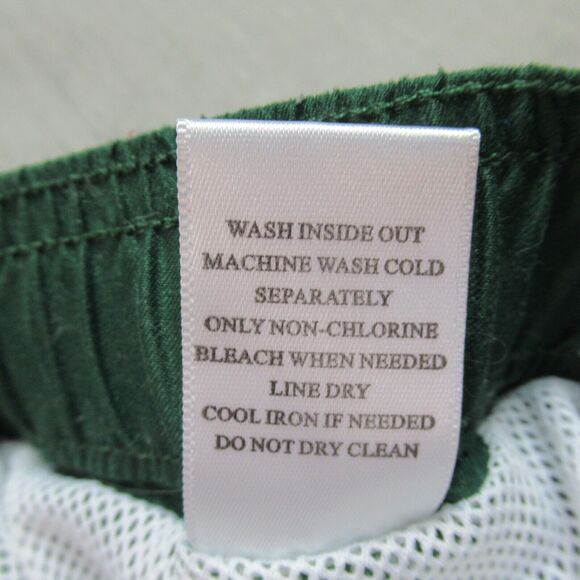 WASH INSIDE OUT
MACHINE WASH COLD
SEPARATELY
ONLY NON-CHLORINE
BLEACH WHEN NEEDED
LINE DRY
COOL IRON IF NEEDED
DO NOT DRY CLEAN